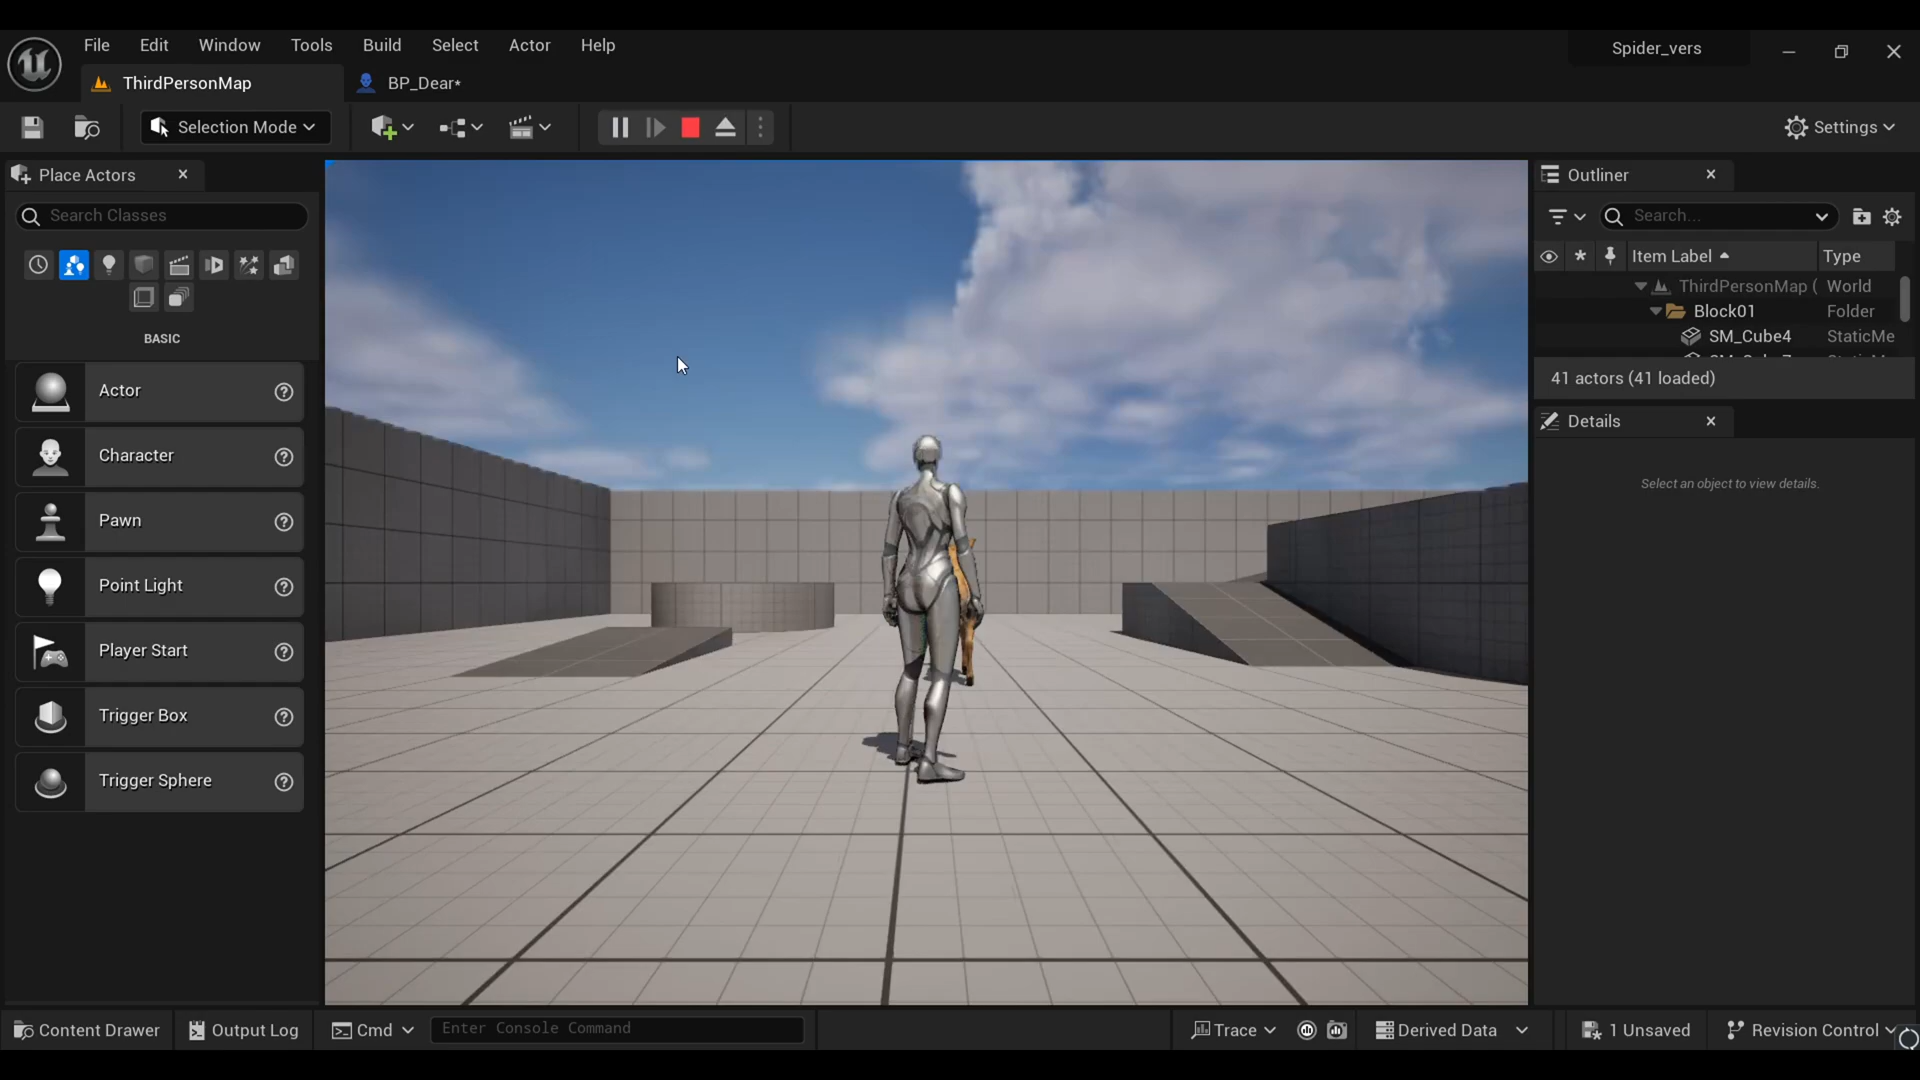 File Edit Window Tools Build Select Actor Help
Spider_vers
ThirdPersonMap
BP_Dear*
Selection Mode
Settings
Place Actors
Search Classes
BASIC
Actor
Character
Pawn
Point Light
Player Start
Trigger Box
Trigger Sphere
Outliner
Search...
Item Label
Type
ThirdPersonMap ( World
Block01 Folder
SM_Cube4 StaticMe
41 actors (41 loaded)
Details
Select an object to view details.
Content Drawer
Output Log
Cmd
Enter Console Command
Trace
Derived Data
1 Unsaved
Revision Control